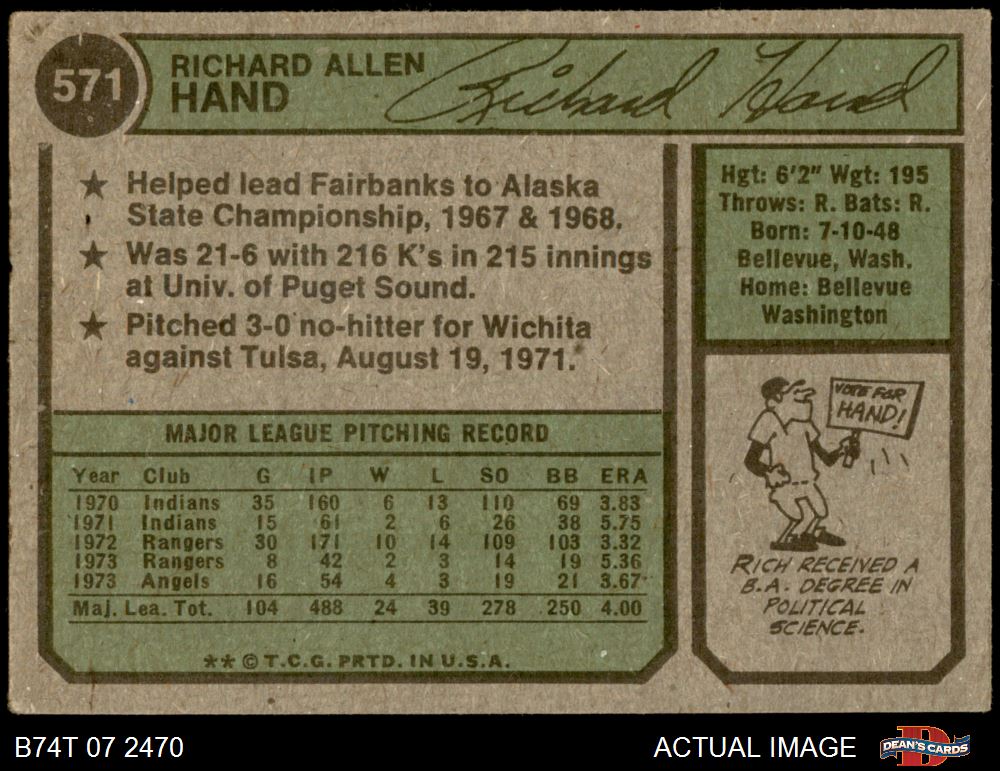 571
RICHARD ALLEN
HAND
Richard Hand
★ Helped lead Fairbanks to Alaska
State Championship, 1967 & 1968.
★ Was 21-6 with 216 K's in 215 innings
at Univ. of Puget Sound.
★ Pitched 3-0 no-hitter for Wichita
against Tulsa, August 19, 1971.
Hgt: 6'2" Wgt: 195
Throws: R. Bats: R.
Born: 7-10-48
Bellevue, Wash.
Home: Bellevue
Washington
MAJOR LEAGUE PITCHING RECORD
Year Club G IP W L SO BB ERA
1970 Indians 35 160 6 13 110 69 3.83
1971 Indians 15 61 2 6 26 38 5.75
1972 Rangers 30 171 10 14 109 103 3.32
1973 Rangers 8 42 2 3 14 19 5.36
1973 Angels 16 54 4 3 19 21 3.67
Maj. Lea. Tot. 104 488 24 39 278 250 4.00
** © T.C.G. PRTD. IN U.S.A.
VOTE FOR
HAND!
RICH RECEIVED A
B.A. DEGREE IN
POLITICAL
SCIENCE.
B74T 07 2470
ACTUAL IMAGE
DEAN'S CARDS